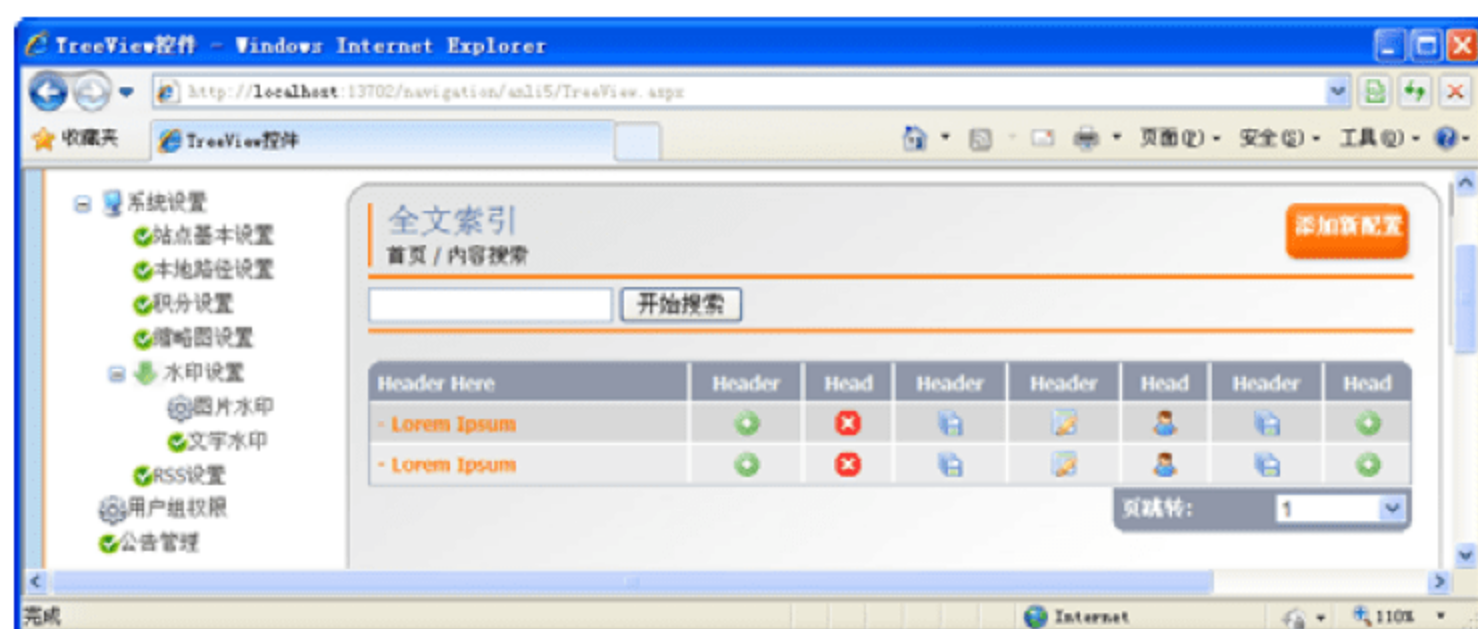 TreeView控件 - Windows Internet Explorer
http://localhost:13702/navigation/anli5/TreeView.aspx
收藏夹 TreeView控件 页面(P) 安全(S) 工具(O)
系统设置
站点基本设置
本地路径设置
积分设置
缩略图设置
水印设置
图片水印
文字水印
RSS设置
用户组权限
公告管理
全文索引
首页 / 内容搜索
添加新配置
开始搜索
Header Here Header Head Header Header Head Header Head
- Lorem Ipsum
- Lorem Ipsum
页跳转: 1
完成 Internet 110%